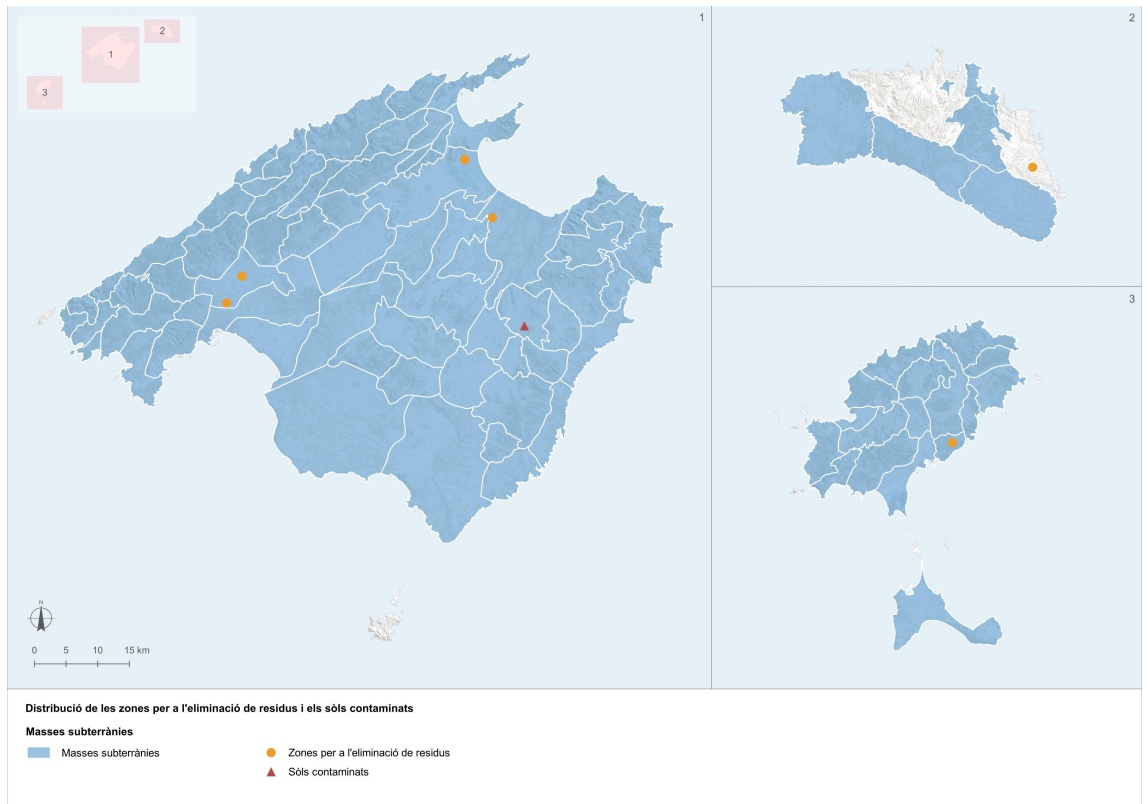 1
2
1
3
2
3
N
0 5 10 15 km
Distribució de les zones per a l'eliminació de residus i els sòls contaminats
Masses subterrànies
Masses subterrànies
Zones per a l'eliminació de residus
Sòls contaminats